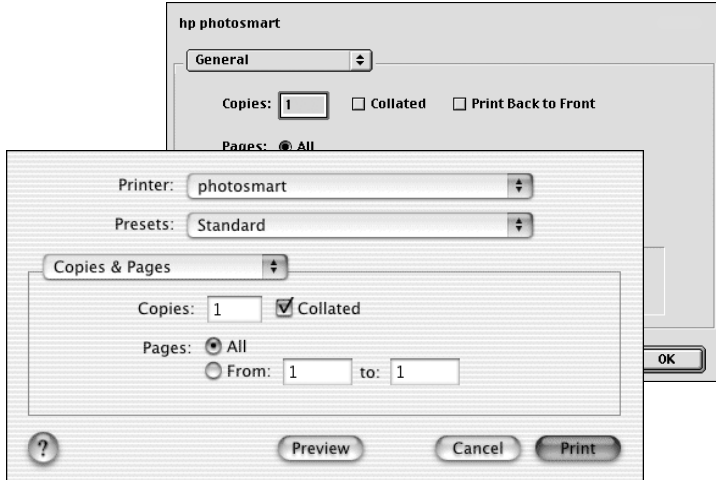 hp photosmart
General
Copies: 1 Collated Print Back to Front
Pages: All
OK
Printer: photosmart
Presets: Standard
Copies & Pages
Copies: 1 Collated
Pages: All
From: 1 to: 1
? Preview Cancel Print